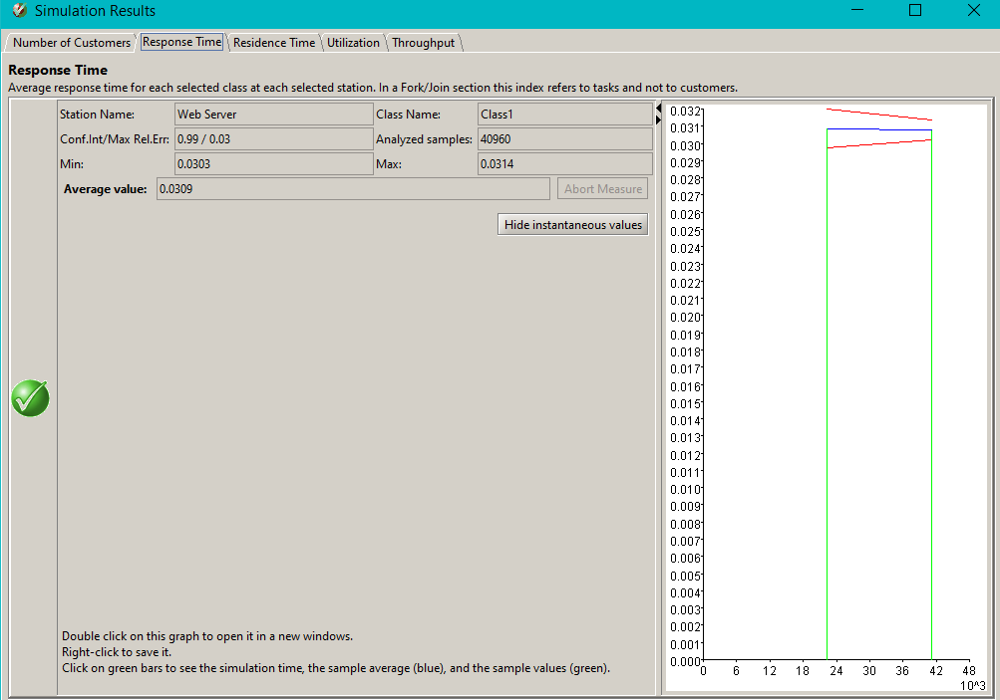 Simulation Results
Number of Customers Response Time Residence Time Utilization Throughput
Response Time
Average response time for each selected class at each selected station. In a Fork/Join section this index refers to tasks and not to customers.
Station Name: Web Server Class Name: Class1
Conf.Int/Max Rel.Err: 0.99 / 0.03 Analyzed samples: 40960
Min: 0.0303 Max: 0.0314
Average value: 0.0309 Abort Measure
Hide instantaneous values
Double click on this graph to open it in a new windows.
Right-click to save it.
Click on green bars to see the simulation time, the sample average (blue), and the sample values (green).
0.032
0.031
0.030
0.029
0.028
0.027
0.026
0.025
0.024
0.023
0.022
0.021
0.020
0.019
0.018
0.017
0.016
0.015
0.014
0.013
0.012
0.011
0.010
0.009
0.008
0.007
0.006
0.005
0.004
0.003
0.002
0.001
0.000
0 6 12 18 24 30 36 42 48
10^3